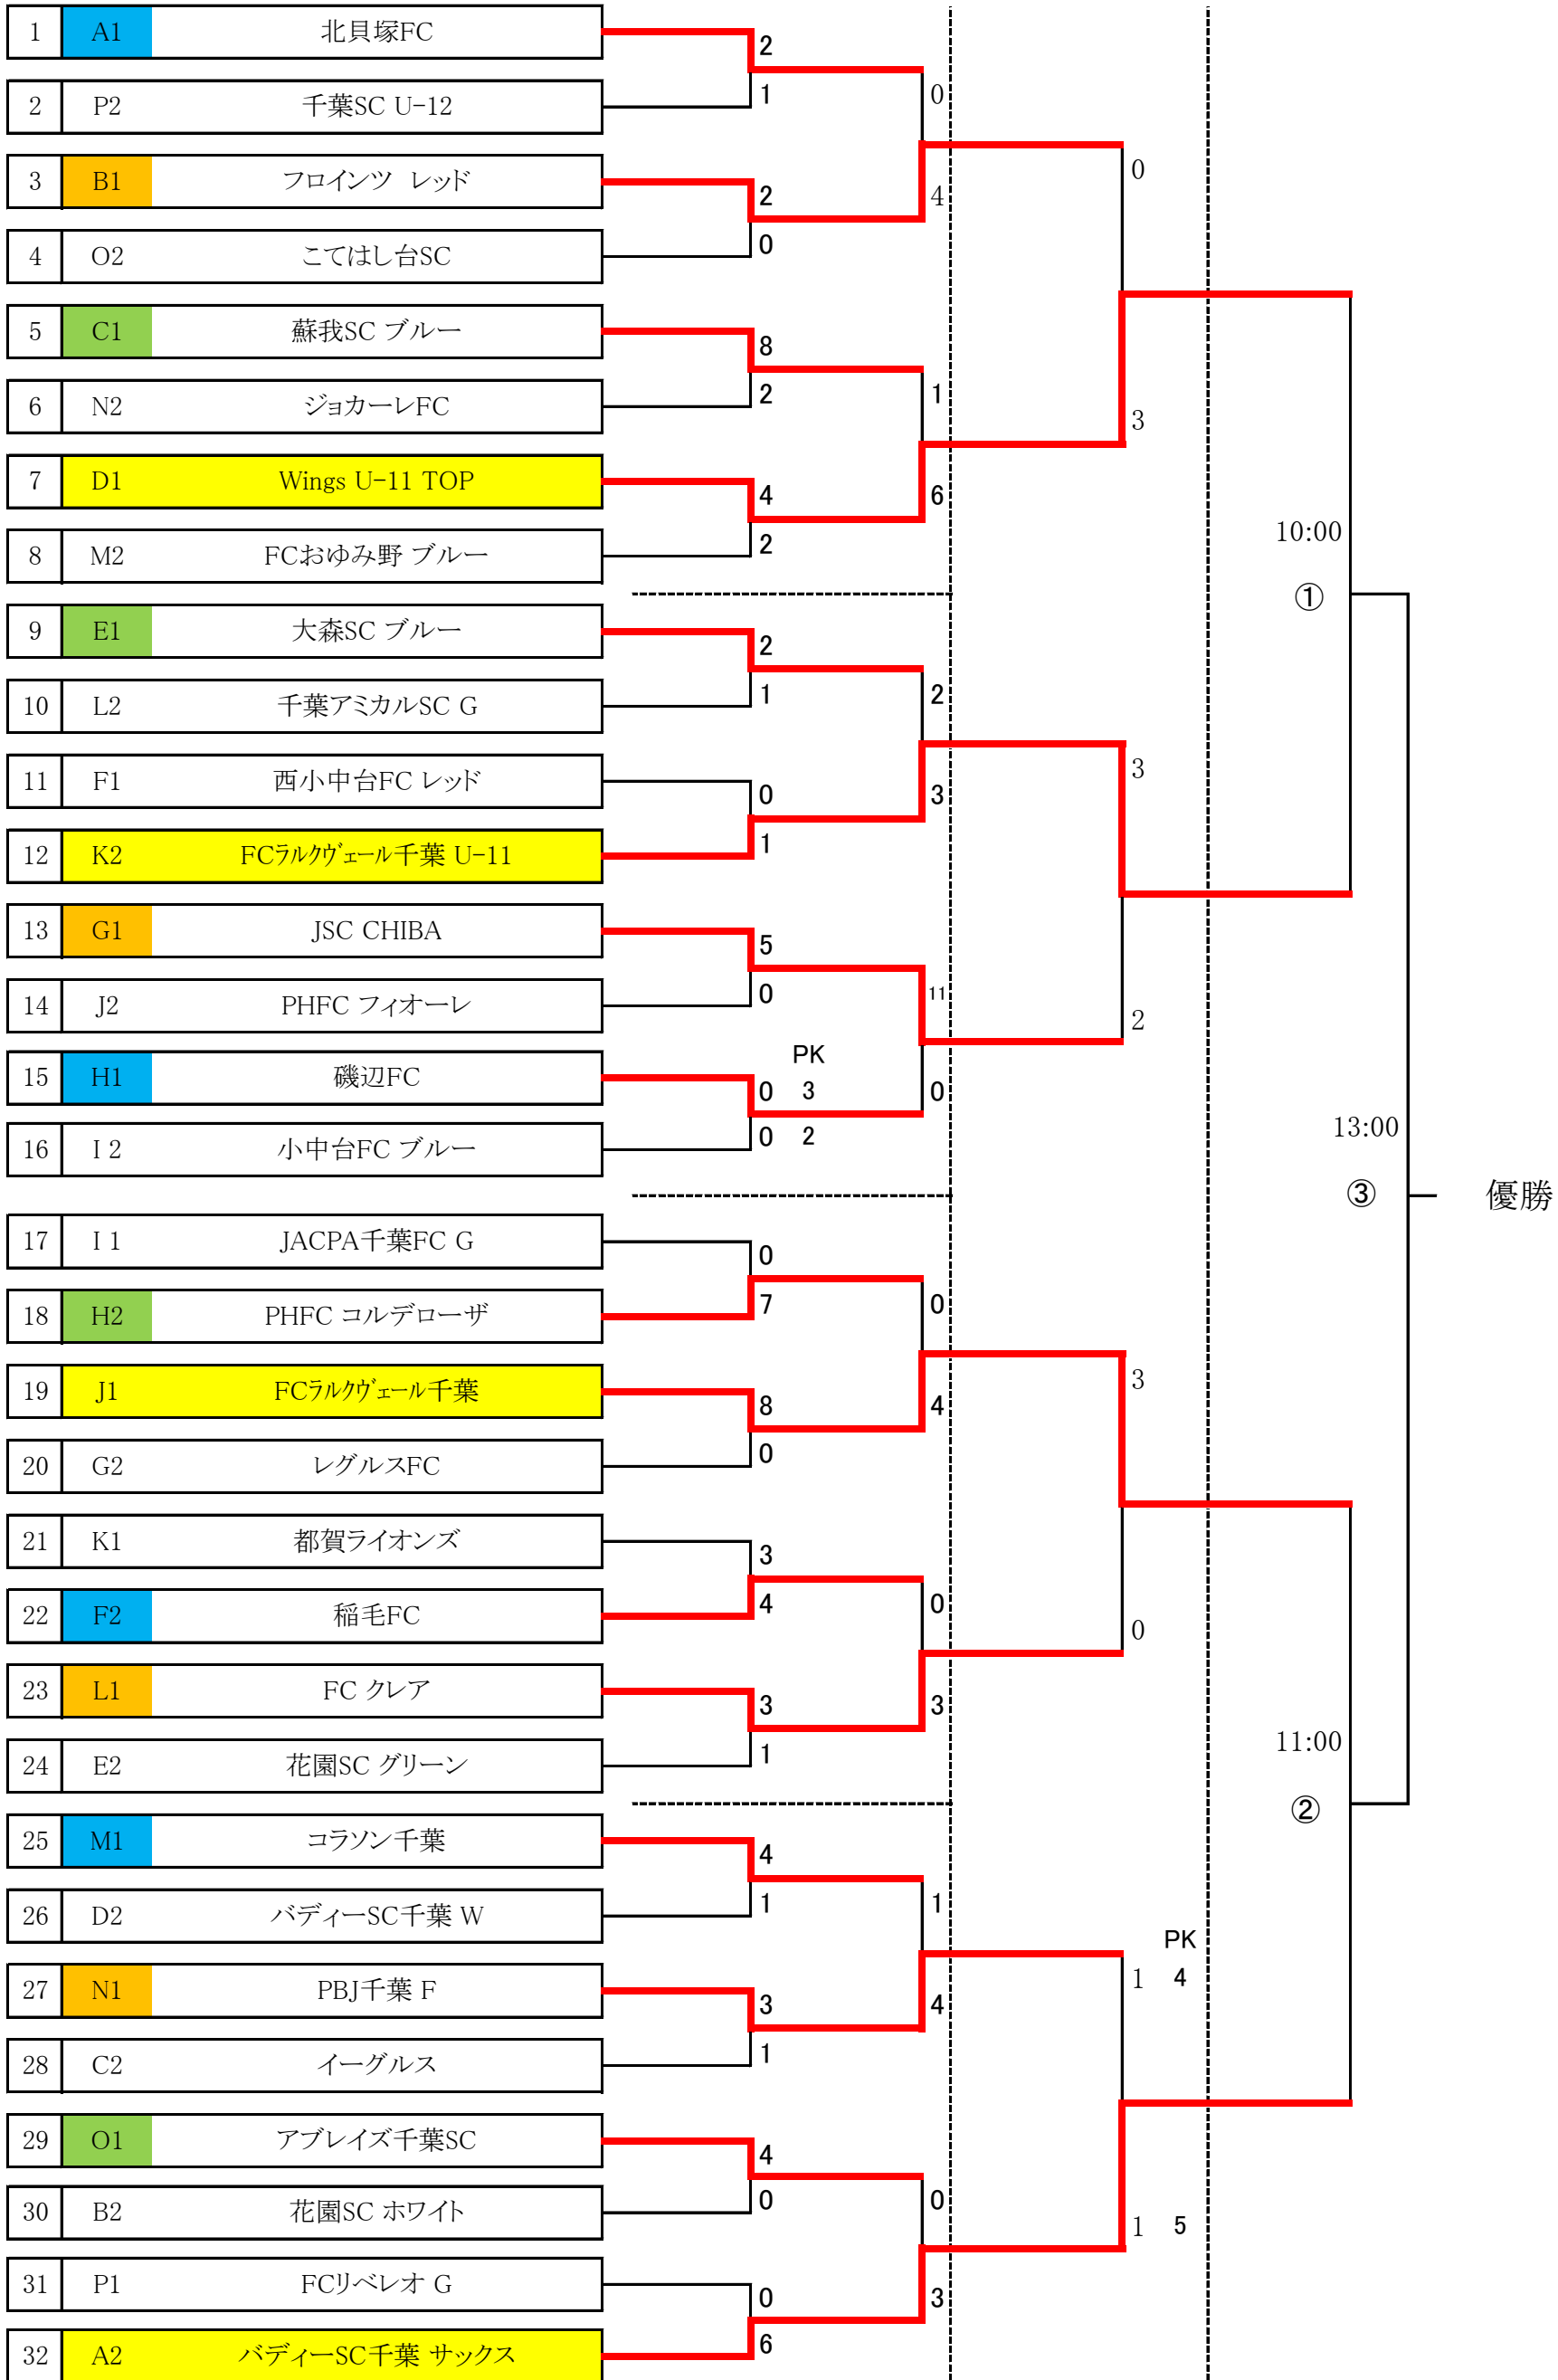 1 A1 北貝塚FC
2
1
2 P2 千葉SC U-12
0
3 B1 フロインツ レッド
0
2
4
0
4 O2 こてはし台SC
5 C1 蘇我SC ブルー
8
2
1
6 N2 ジョカーレFC
3
7 D1 Wings U-11 TOP
4
6
2
8 M2 FCおゆみ野 ブルー
10:00
①
9 E1 大森SC ブルー
2
1
2
10 L2 千葉アミカルSC G
3
11 F1 西小中台FC レッド
0
3
1
12 K2 FCラルクヴェール千葉 U-11
13 G1 JSC CHIBA
5
0
11
14 J2 PHFC フィオーレ
2
PK
15 H1 磯辺FC
0 3
0
0 2
16 I 2 小中台FC ブルー
13:00
③
優勝
17 I 1 JACPA千葉FC G
0
7
0
18 H2 PHFC コルデローザ
3
19 J1 FCラルクヴェール千葉
8
4
0
20 G2 レグルスFC
21 K1 都賀ライオンズ
3
4
0
22 F2 稲毛FC
0
23 L1 FC クレア
3
3
1
24 E2 花園SC グリーン
11:00
②
25 M1 コラソン千葉
4
1
1
26 D2 バディーSC千葉 W
PK
1 4
27 N1 PBJ千葉 F
3
4
1
28 C2 イーグルス
29 O1 アブレイズ千葉SC
4
0
0
30 B2 花園SC ホワイト
1 5
31 P1 FCリベレオ G
0
3
6
32 A2 バディーSC千葉 サックス